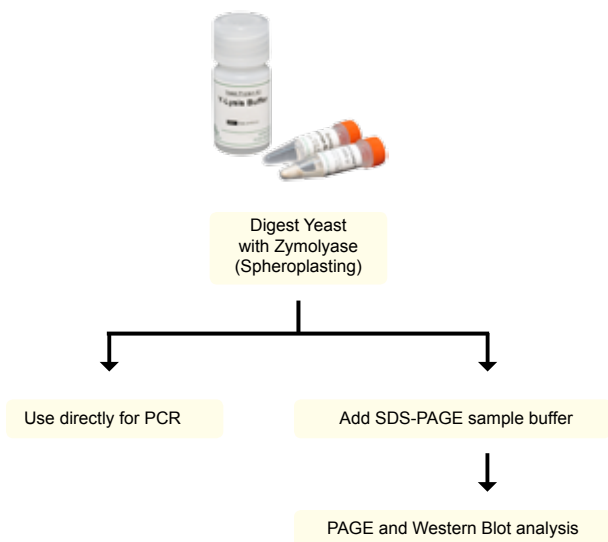 Y-Lysis Buffer
Digest Yeast
with Zymolyase
(Spheroplasting)
Use directly for PCR
Add SDS-PAGE sample buffer
PAGE and Western Blot analysis